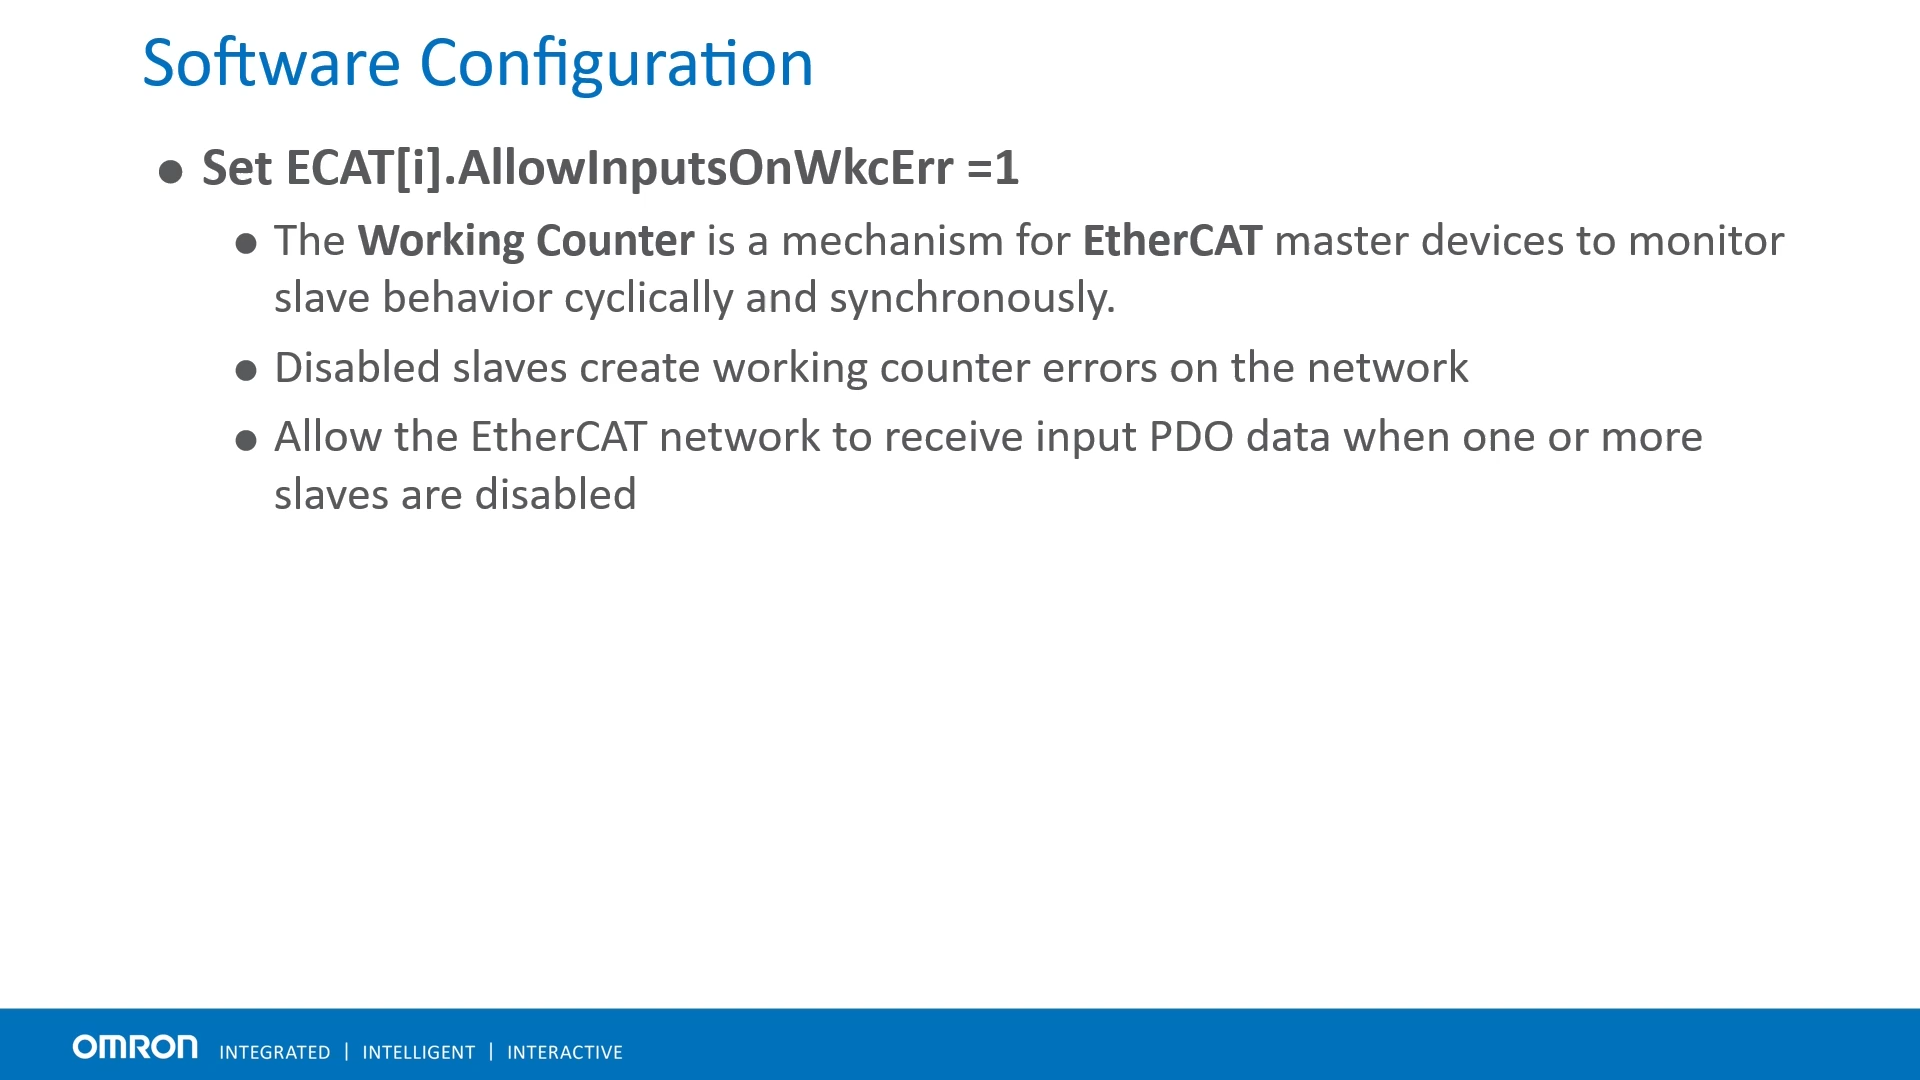 Software Configuration
● Set ECAT[i].AllowInputsOnWkcErr =1
● The Working Counter is a mechanism for EtherCAT master devices to monitor
slave behavior cyclically and synchronously.
● Disabled slaves create working counter errors on the network
● Allow the EtherCAT network to receive input PDO data when one or more
slaves are disabled
OMRON INTEGRATED | INTELLIGENT | INTERACTIVE